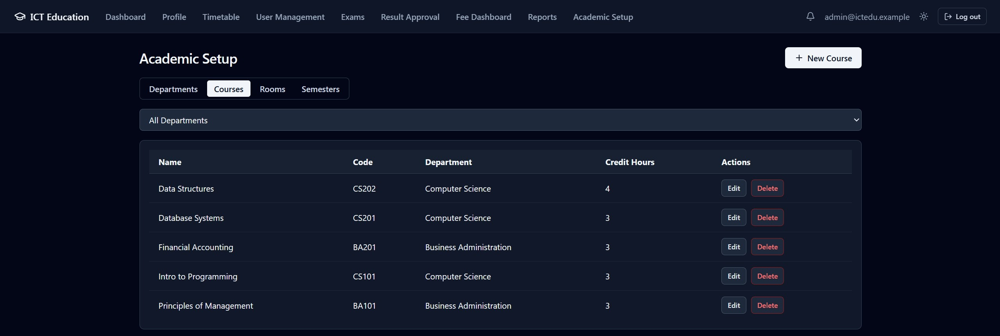 ICT Education Dashboard Profile Timetable User Management Exams Result Approval Fee Dashboard Reports Academic Setup admin@ictedu.example Log out
Academic Setup + New Course
Departments Courses Rooms Semesters
All Departments
Name Code Department Credit Hours Actions
Data Structures CS202 Computer Science 4 Edit Delete
Database Systems CS201 Computer Science 3 Edit Delete
Financial Accounting BA201 Business Administration 3 Edit Delete
Intro to Programming CS101 Computer Science 3 Edit Delete
Principles of Management BA101 Business Administration 3 Edit Delete